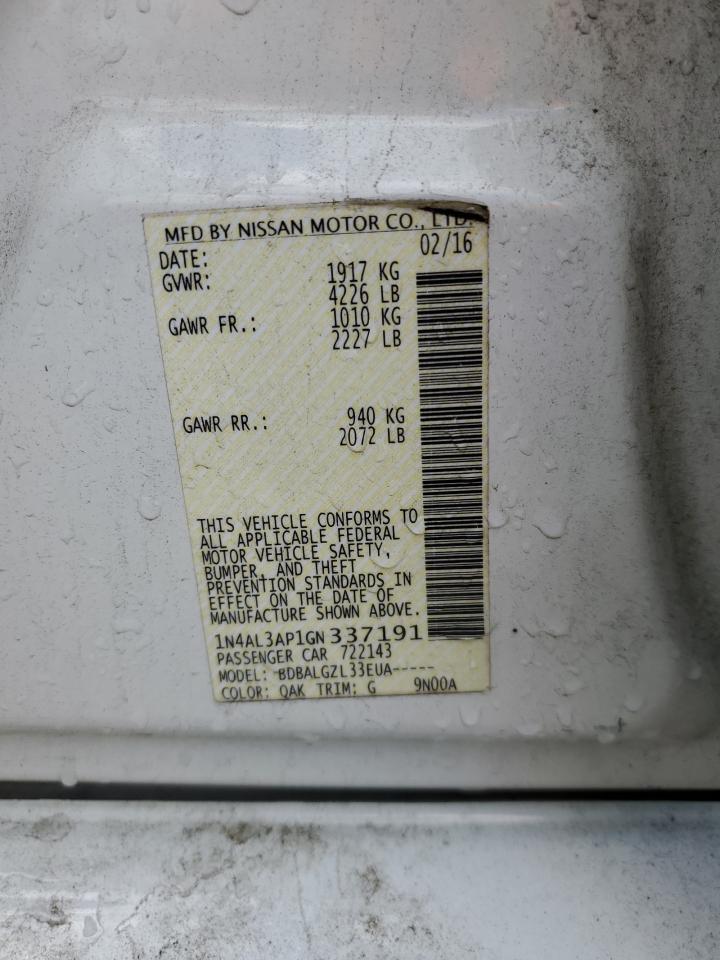 MFD BY NISSAN MOTOR CO., LTD.
DATE: 02/16
GVWR: 1917 KG
4226 LB
GAWR FR.: 1010 KG
2227 LB
GAWR RR.: 940 KG
2072 LB
THIS VEHICLE CONFORMS TO
ALL APPLICABLE FEDERAL
MOTOR VEHICLE SAFETY,
BUMPER, AND THEFT
PREVENTION STANDARDS IN
EFFECT ON THE DATE OF
MANUFACTURE SHOWN ABOVE.
1N4AL3AP1GN337191
PASSENGER CAR 722143
MODEL: BDBALGZL33EUA-----
COLOR: QAK TRIM: G 9N00A